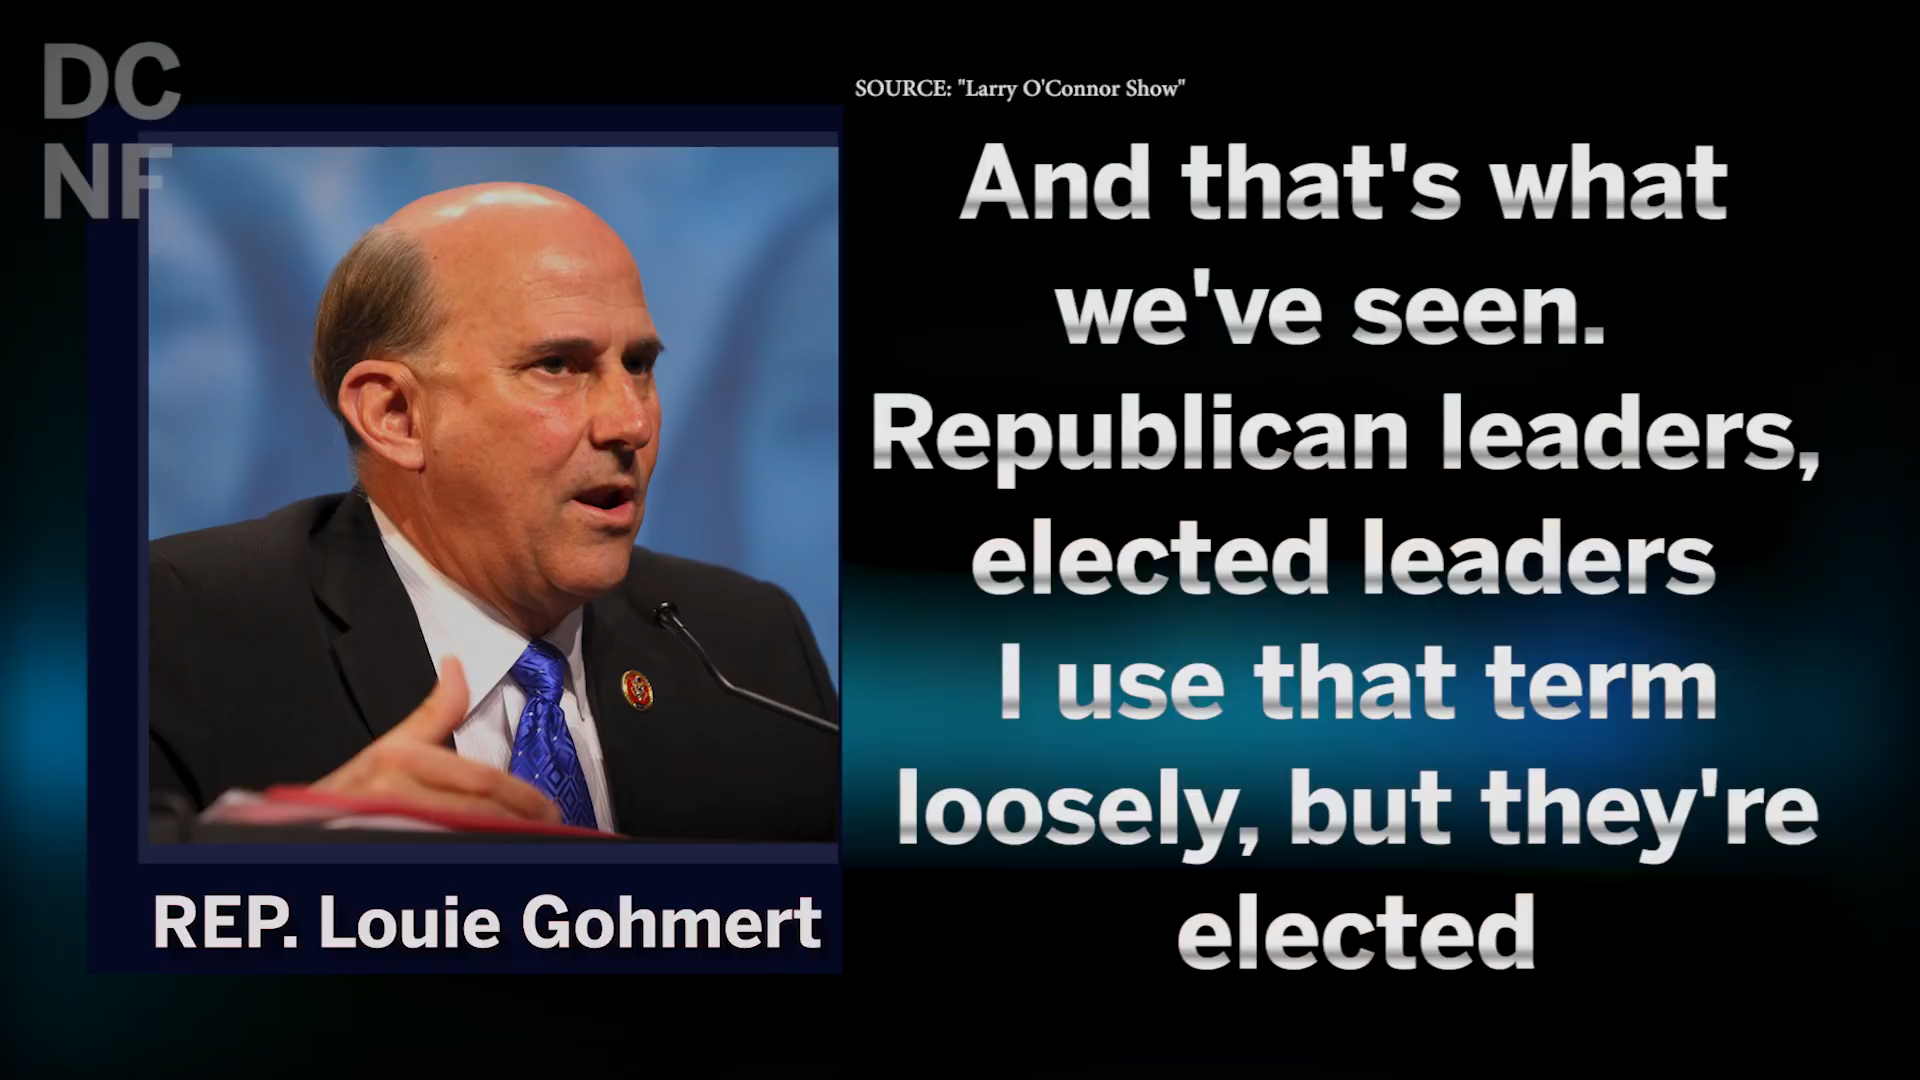 DC
NF
SOURCE: "Larry O'Connor Show"
And that's what
we've seen.
Republican leaders,
elected leaders
I use that term
loosely, but they're
elected
REP. Louie Gohmert